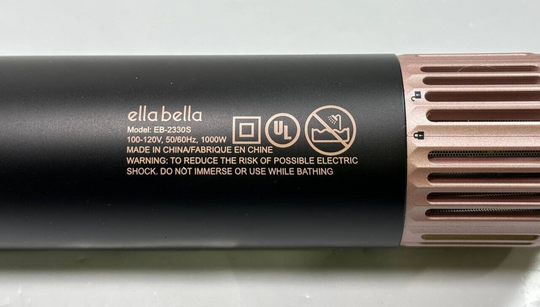 ella bella
Model: EB-2330S
100-120V, 50/60Hz, 1000W
UL
MADE IN CHINA/FABRIQUE EN CHINE
WARNING: TO REDUCE THE RISK OF POSSIBLE ELECTRIC
SHOCK. DO NOT IMMERSE OR USE WHILE BATHING